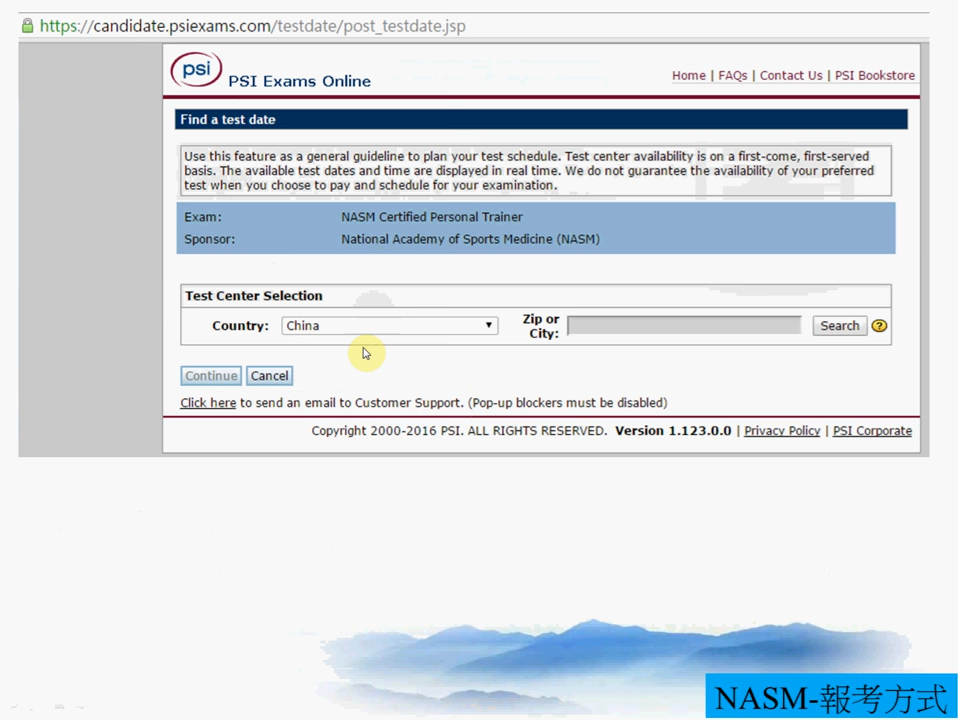 https://candidate.psiexams.com/testdate/post_testdate.jsp
psi
PSI Exams Online
Home | FAQs | Contact Us | PSI Bookstore
Find a test date
Use this feature as a general guideline to plan your test schedule. Test center availability is on a first-come, first-served
basis. The available test dates and time are displayed in real time. We do not guarantee the availability of your preferred
test when you choose to pay and schedule for your examination.
Exam: NASM Certified Personal Trainer
Sponsor: National Academy of Sports Medicine (NASM)
Test Center Selection
Country: China Zip or City: Search ?
Continue Cancel
Click here to send an email to Customer Support. (Pop-up blockers must be disabled)
Copyright 2000-2016 PSI. ALL RIGHTS RESERVED. Version 1.123.0.0 | Privacy Policy | PSI Corporate
NASM-報考方式